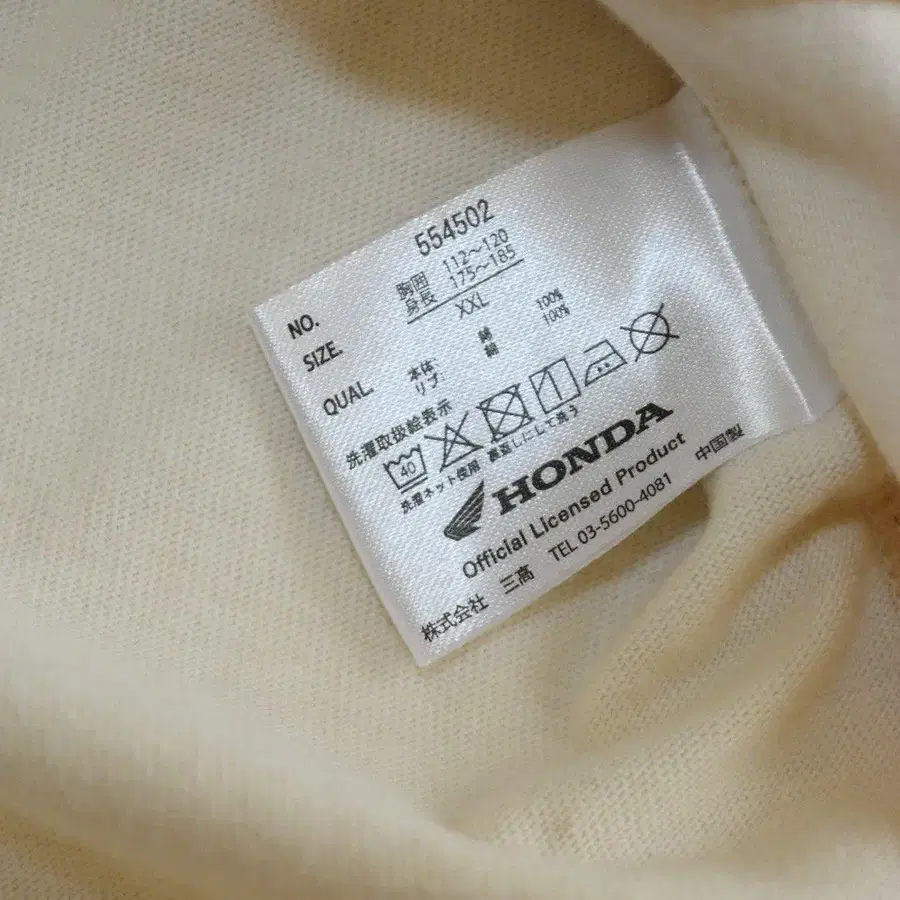 NO. 554502
SIZE. 胸囲 112〜120
身長 175〜185
XXL
QUAL. 本体: 綿 100%
リブ 綿 100%
洗濯取扱絵表示
40
洗濯ネット使用 裏返しにして洗う
HONDA
Official Licensed Product
株式会社 三高 TEL 03-5600-4081 中国製